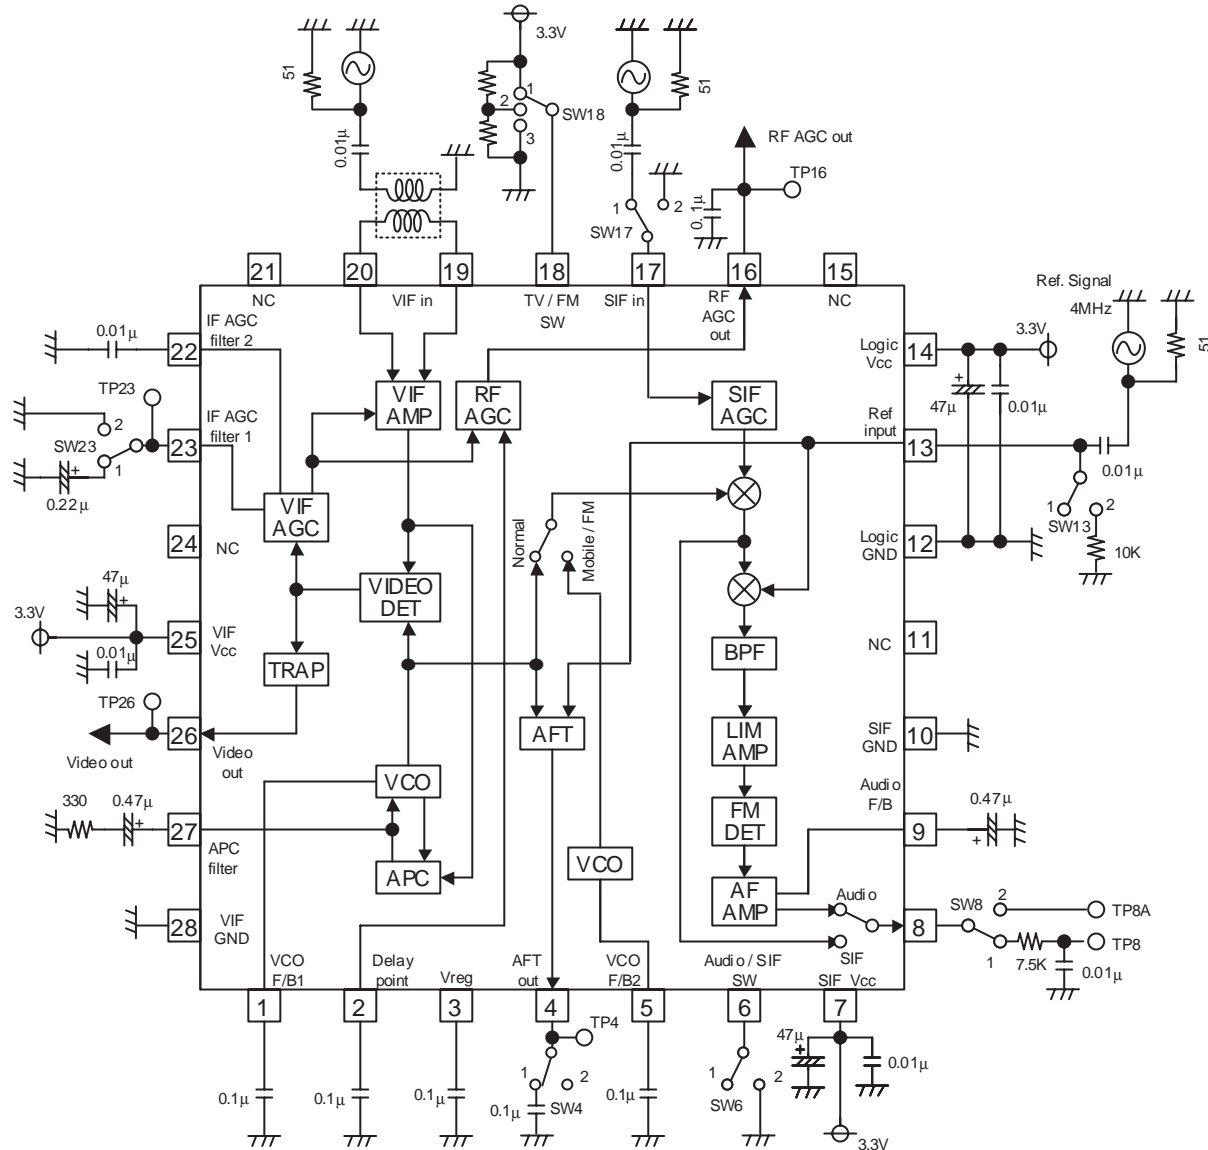 3.3V
51
51
1
2
3
SW18
0.01µ
0.01µ
RF AGC out
TP16
0.1µ
1
2
SW17
21
20
19
18
17
16
15
NC
VIF in
TV / FM
SW
SIF in
RF
AGC
out
NC
Ref. Signal
4MHz
51
3.3V
IF AGC
filter 2
0.01µ
22
Logic
Vcc
14
47µ
+
0.01µ
TP23
2
SW23
1
+
0.22µ
IF AGC
filter 1
23
VIF
AMP
RF
AGC
SIF
AGC
Ref
input
13
0.01µ
1
2
SW13
10K
VIF
AGC
24
NC
Normal
Mobile / FM
Logic
GND
12
47µ
+
3.3V
0.01µ
25
VIF
Vcc
VIDEO
DET
TRAP
BPF
NC
11
TP26
26
Video out
Video
out
AFT
LIM
AMP
SIF
GND
10
VCO
Audio
F/B
330
0.47µ
+
27
APC
filter
FM
DET
9
0.47µ
+
APC
VCO
AF
AMP
Audio
SIF
8
SW8
2
1
TP8A
TP8
7.5K
0.01µ
28
VIF
GND
VCO
F/B1
Delay
point
Vreg
AFT
out
VCO
F/B2
Audio / SIF
SW
SIF Vcc
1
2
3
4
5
6
7
TP4
0.1µ
0.1µ
0.1µ
1
2
SW4
0.1µ
0.1µ
1
2
SW6
47µ
+
0.01µ
3.3V